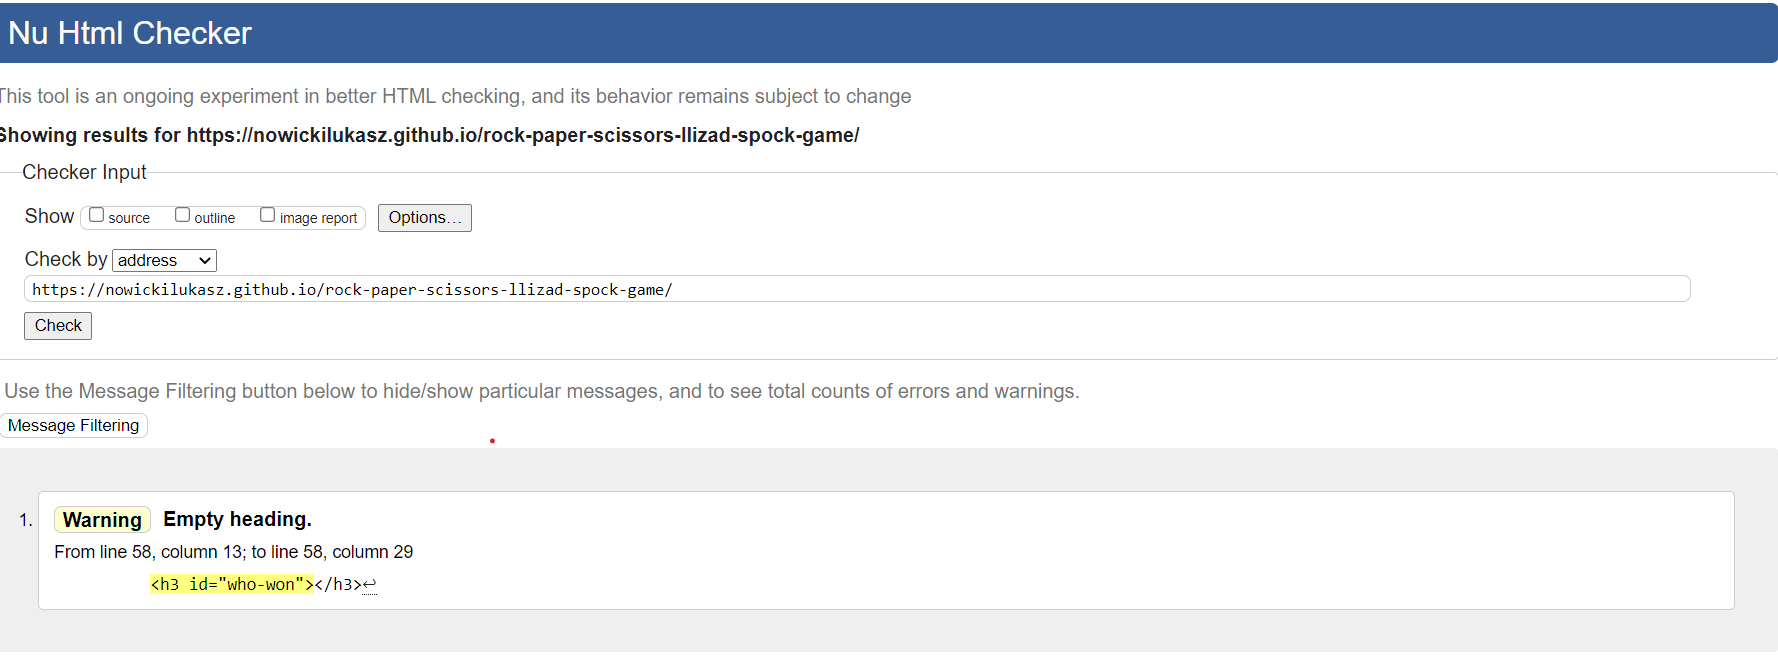 Nu Html Checker
This tool is an ongoing experiment in better HTML checking, and its behavior remains subject to change
Showing results for https://nowickilukasz.github.io/rock-paper-scissors-llizad-spock-game/
Checker Input
Show source outline image report Options…
Check by address
https://nowickilukasz.github.io/rock-paper-scissors-llizad-spock-game/
Check
Use the Message Filtering button below to hide/show particular messages, and to see total counts of errors and warnings.
Message Filtering
1. Warning Empty heading.
From line 58, column 13; to line 58, column 29
<h3 id="who-won"></h3>↩